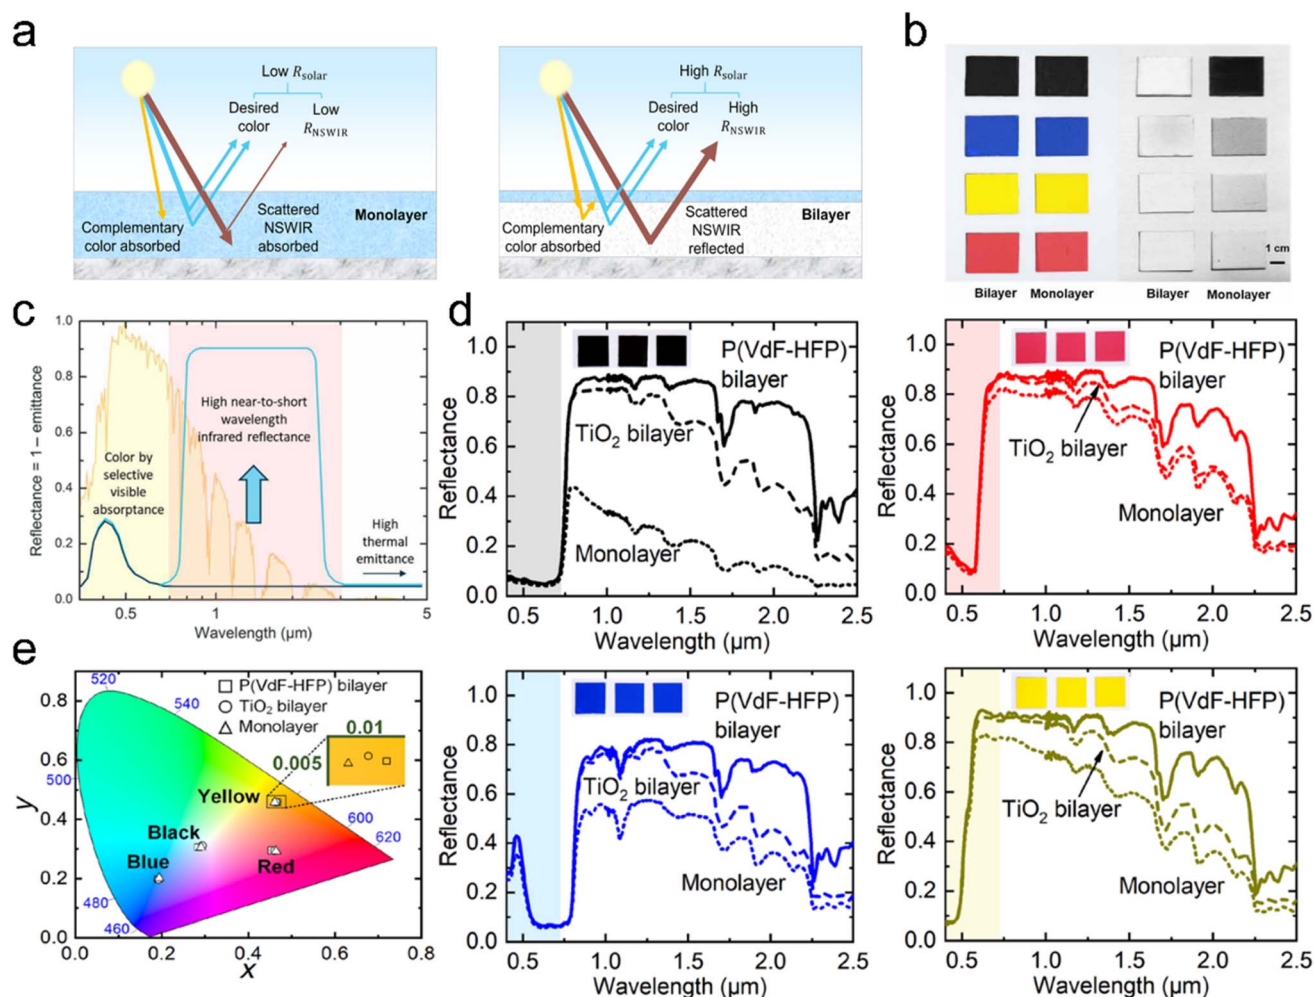 a
Low R_solar
Desired
color
Low
R_NSWIR
Complementary
color absorbed
Scattered
NSWIR
absorbed
Monolayer
High R_solar
Desired
color
High
R_NSWIR
Complementary
color absorbed
Scattered
NSWIR
reflected
Bilayer
b
1 cm
Bilayer Monolayer Bilayer Monolayer
c
1.0
0.8
0.6
0.4
0.2
0.0
Reflectance = 1 – emittance
Color by
selective
visible
absorptance
High near-to-short
wavelength
infrared reflectance
High
thermal
emittance
0.5 1 5
Wavelength (μm)
d
1.0
0.8
0.6
0.4
0.2
0.0
Reflectance
P(VdF-HFP)
bilayer
TiO2 bilayer
Monolayer
0.5 1.0 1.5 2.0 2.5
Wavelength (μm)
1.0
0.8
0.6
0.4
0.2
0.0
Reflectance
P(VdF-HFP)
bilayer
TiO2 bilayer
Monolayer
0.5 1.0 1.5 2.0 2.5
Wavelength (μm)
e
0.8
0.6
0.4
0.2
0.0
y
520
540
500
600
620
480
460
P(VdF-HFP) bilayer
TiO2 bilayer
Monolayer
0.01
0.005
Yellow
Black
Blue
Red
0.0 0.2 0.4 0.6 0.8
x
1.0
0.8
0.6
0.4
0.2
0.0
Reflectance
P(VdF-HFP)
bilayer
TiO2 bilayer
Monolayer
0.5 1.0 1.5 2.0 2.5
Wavelength (μm)
1.0
0.8
0.6
0.4
0.2
0.0
Reflectance
P(VdF-HFP)
bilayer
TiO2 bilayer
Monolayer
0.5 1.0 1.5 2.0 2.5
Wavelength (μm)